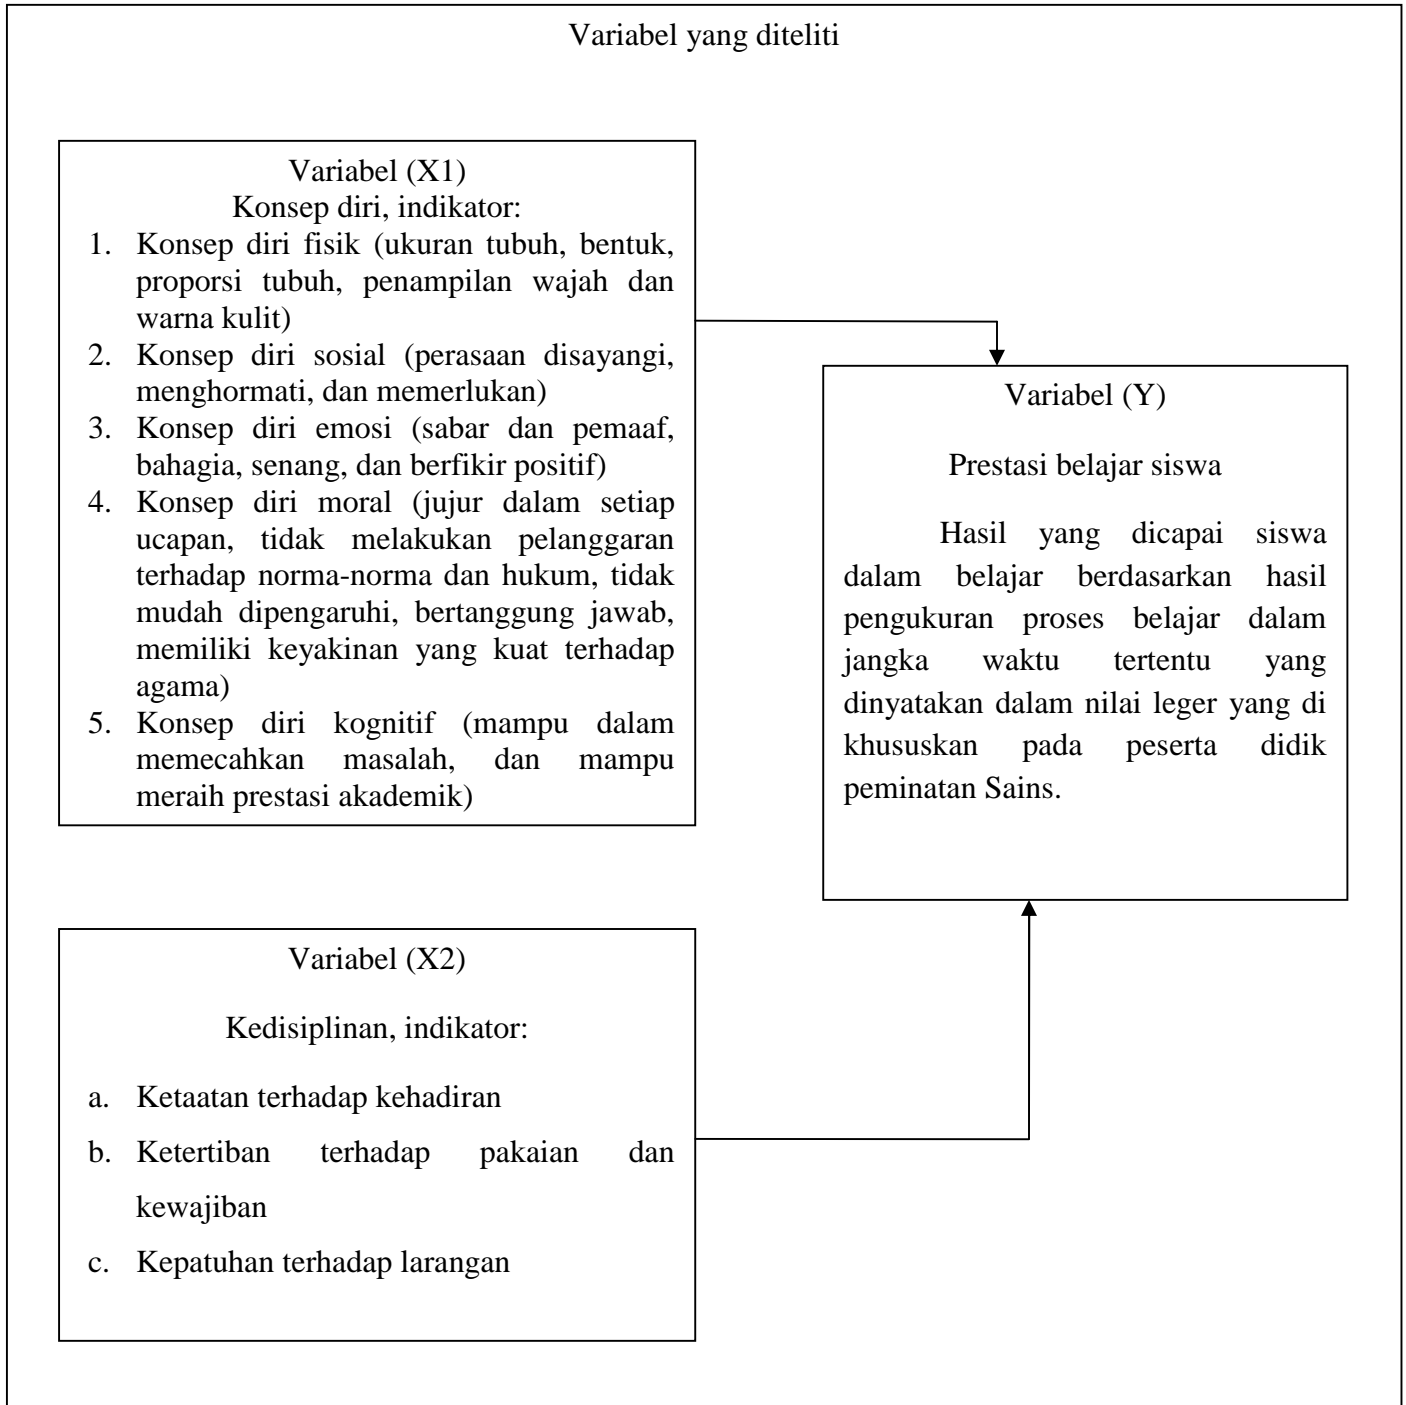 Variabel yang diteliti
Variabel (X1)
Konsep diri, indikator:
1. Konsep diri fisik (ukuran tubuh, bentuk,
proporsi tubuh, penampilan wajah dan
warna kulit)
2. Konsep diri sosial (perasaan disayangi,
menghormati, dan memerlukan)
3. Konsep diri emosi (sabar dan pemaaf,
bahagia, senang, dan berfikir positif)
4. Konsep diri moral (jujur dalam setiap
ucapan, tidak melakukan pelanggaran
terhadap norma-norma dan hukum, tidak
mudah dipengaruhi, bertanggung jawab,
memiliki keyakinan yang kuat terhadap
agama)
5. Konsep diri kognitif (mampu dalam
memecahkan masalah, dan mampu
meraih prestasi akademik)
Variabel (Y)
Prestasi belajar siswa
Hasil yang dicapai siswa
dalam belajar berdasarkan hasil
pengukuran proses belajar dalam
jangka waktu tertentu yang
dinyatakan dalam nilai leger yang di
khususkan pada peserta didik
peminatan Sains.
Variabel (X2)
Kedisiplinan, indikator:
a. Ketaatan terhadap kehadiran
b. Ketertiban terhadap pakaian dan
kewajiban
c. Kepatuhan terhadap larangan